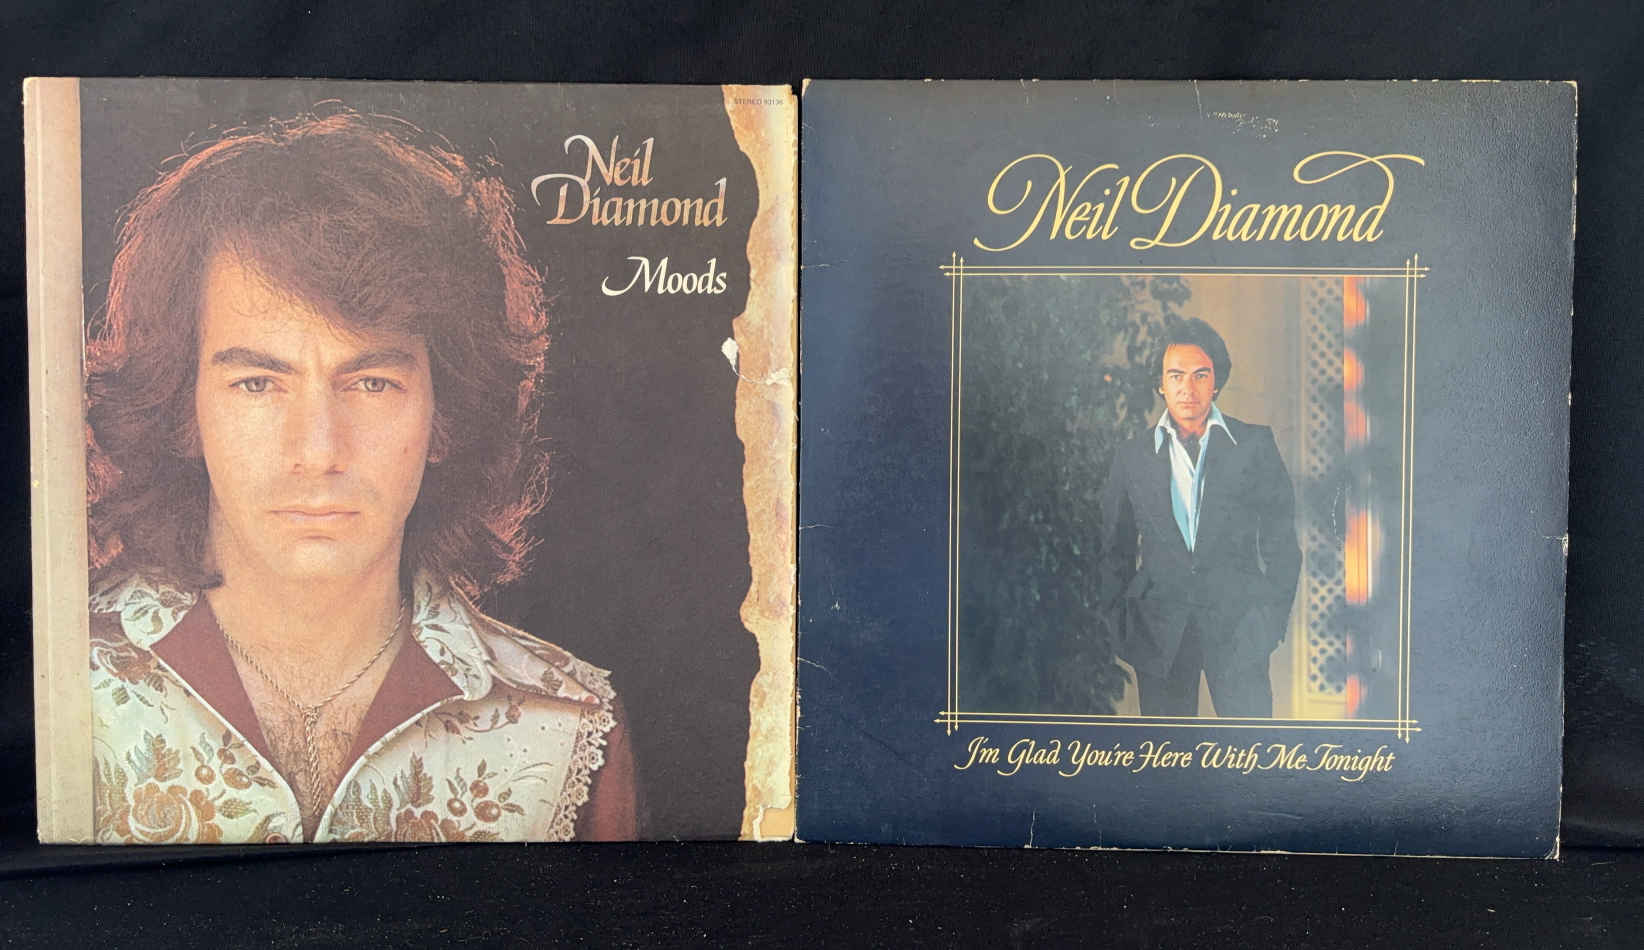 STEREO 93136
Neil
Diamond
Moods
Neil Diamond
I'm Glad You're Here With Me Tonight